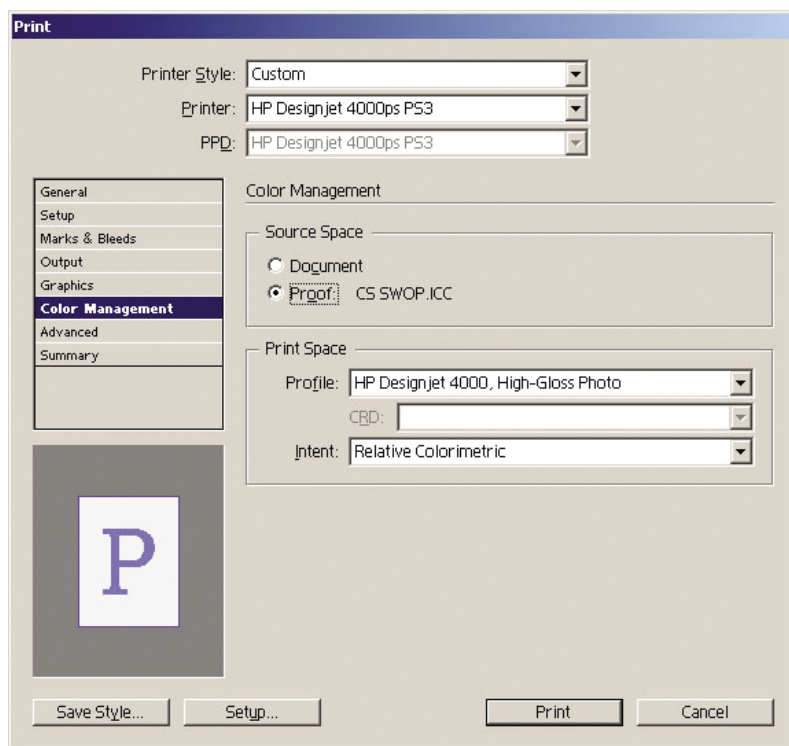 Print
Printer Style: Custom
Printer: HP Designjet 4000ps PS3
PPD: HP Designjet 4000ps PS3
General
Setup
Marks & Bleeds
Output
Graphics
Color Management
Advanced
Summary
Color Management
Source Space
Document
Proof: CS SWOP.ICC
Print Space
Profile: HP Designjet 4000, High-Gloss Photo
CRD:
Intent: Relative Colorimetric
P
Save Style... Setup... Print Cancel